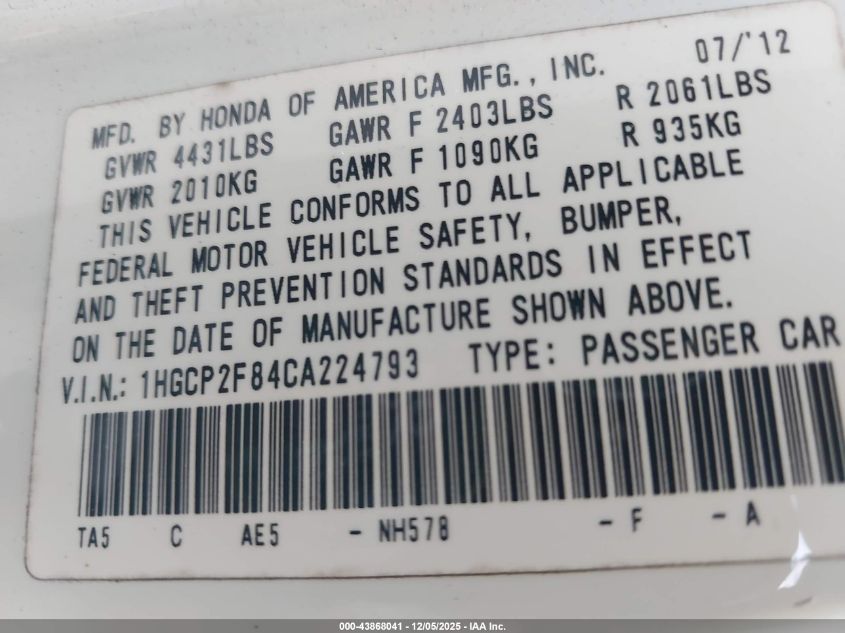 MFD. BY HONDA OF AMERICA MFG., INC. 07/'12
GVWR 4431LBS GAWR F 2403LBS R 2061LBS
GVWR 2010KG GAWR F 1090KG R 935KG
THIS VEHICLE CONFORMS TO ALL APPLICABLE
FEDERAL MOTOR VEHICLE SAFETY, BUMPER,
AND THEFT PREVENTION STANDARDS IN EFFECT
ON THE DATE OF MANUFACTURE SHOWN ABOVE.
V.I.N.: 1HGCP2F84CA224793 TYPE: PASSENGER CAR
TA5 C AE5 - NH578 - F - A
000-43868041 - 12/05/2025 - IAA Inc.